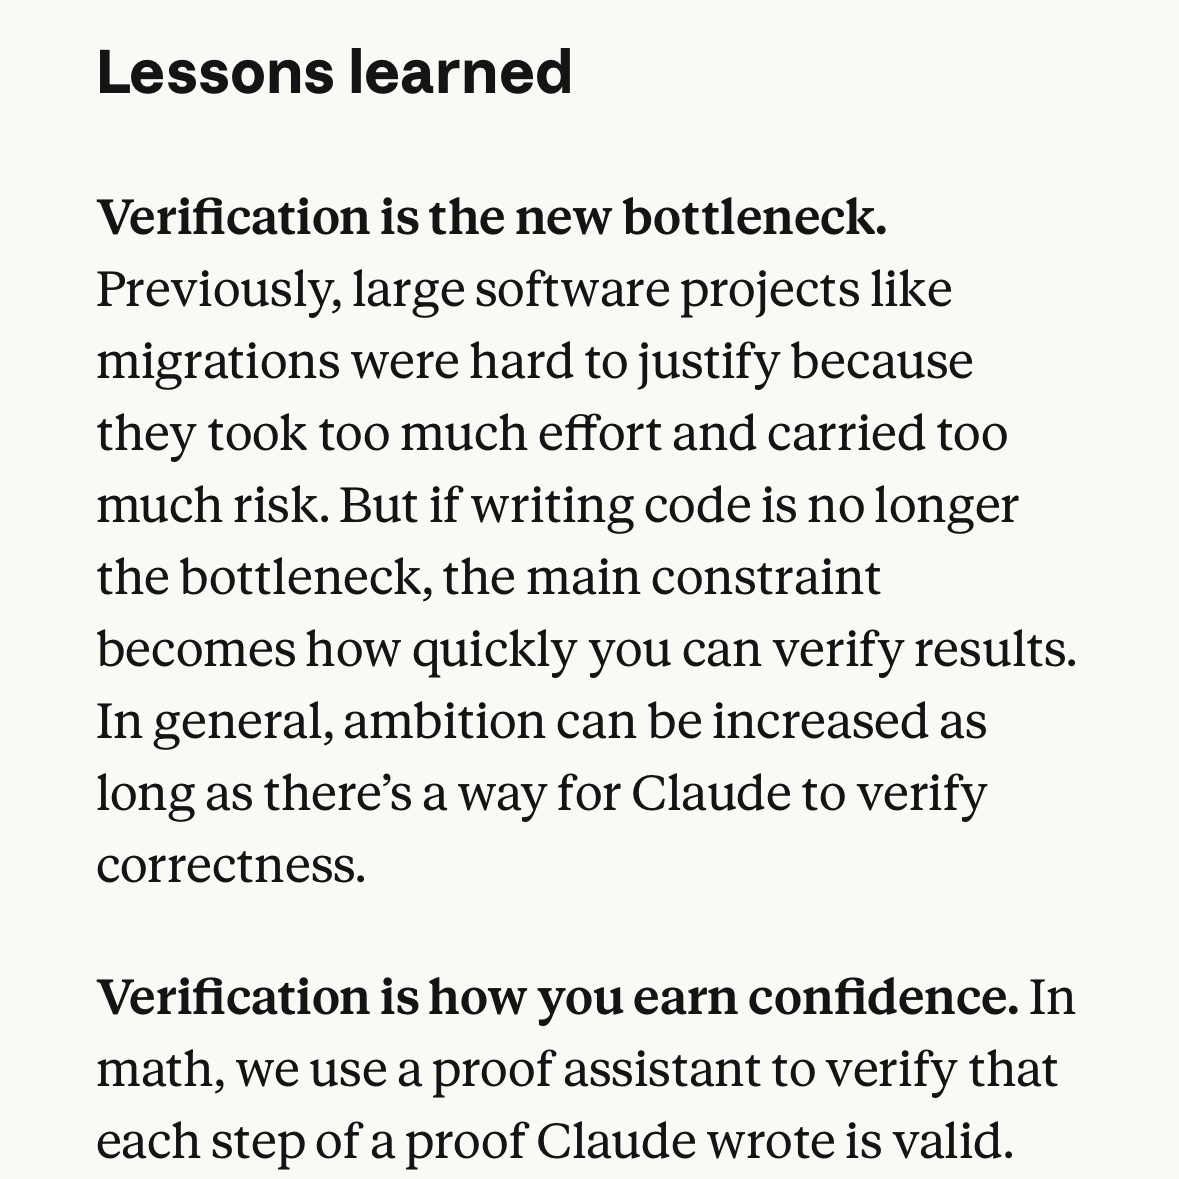 Lessons learned
Verification is the new bottleneck.
Previously, large software projects like
migrations were hard to justify because
they took too much effort and carried too
much risk. But if writing code is no longer
the bottleneck, the main constraint
becomes how quickly you can verify results.
In general, ambition can be increased as
long as there’s a way for Claude to verify
correctness.
Verification is how you earn confidence. In
math, we use a proof assistant to verify that
each step of a proof Claude wrote is valid.